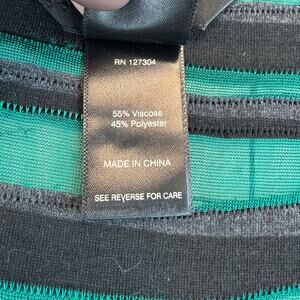 RN 127304
55% Viscose
45% Polyester
MADE IN CHINA
SEE REVERSE FOR CARE